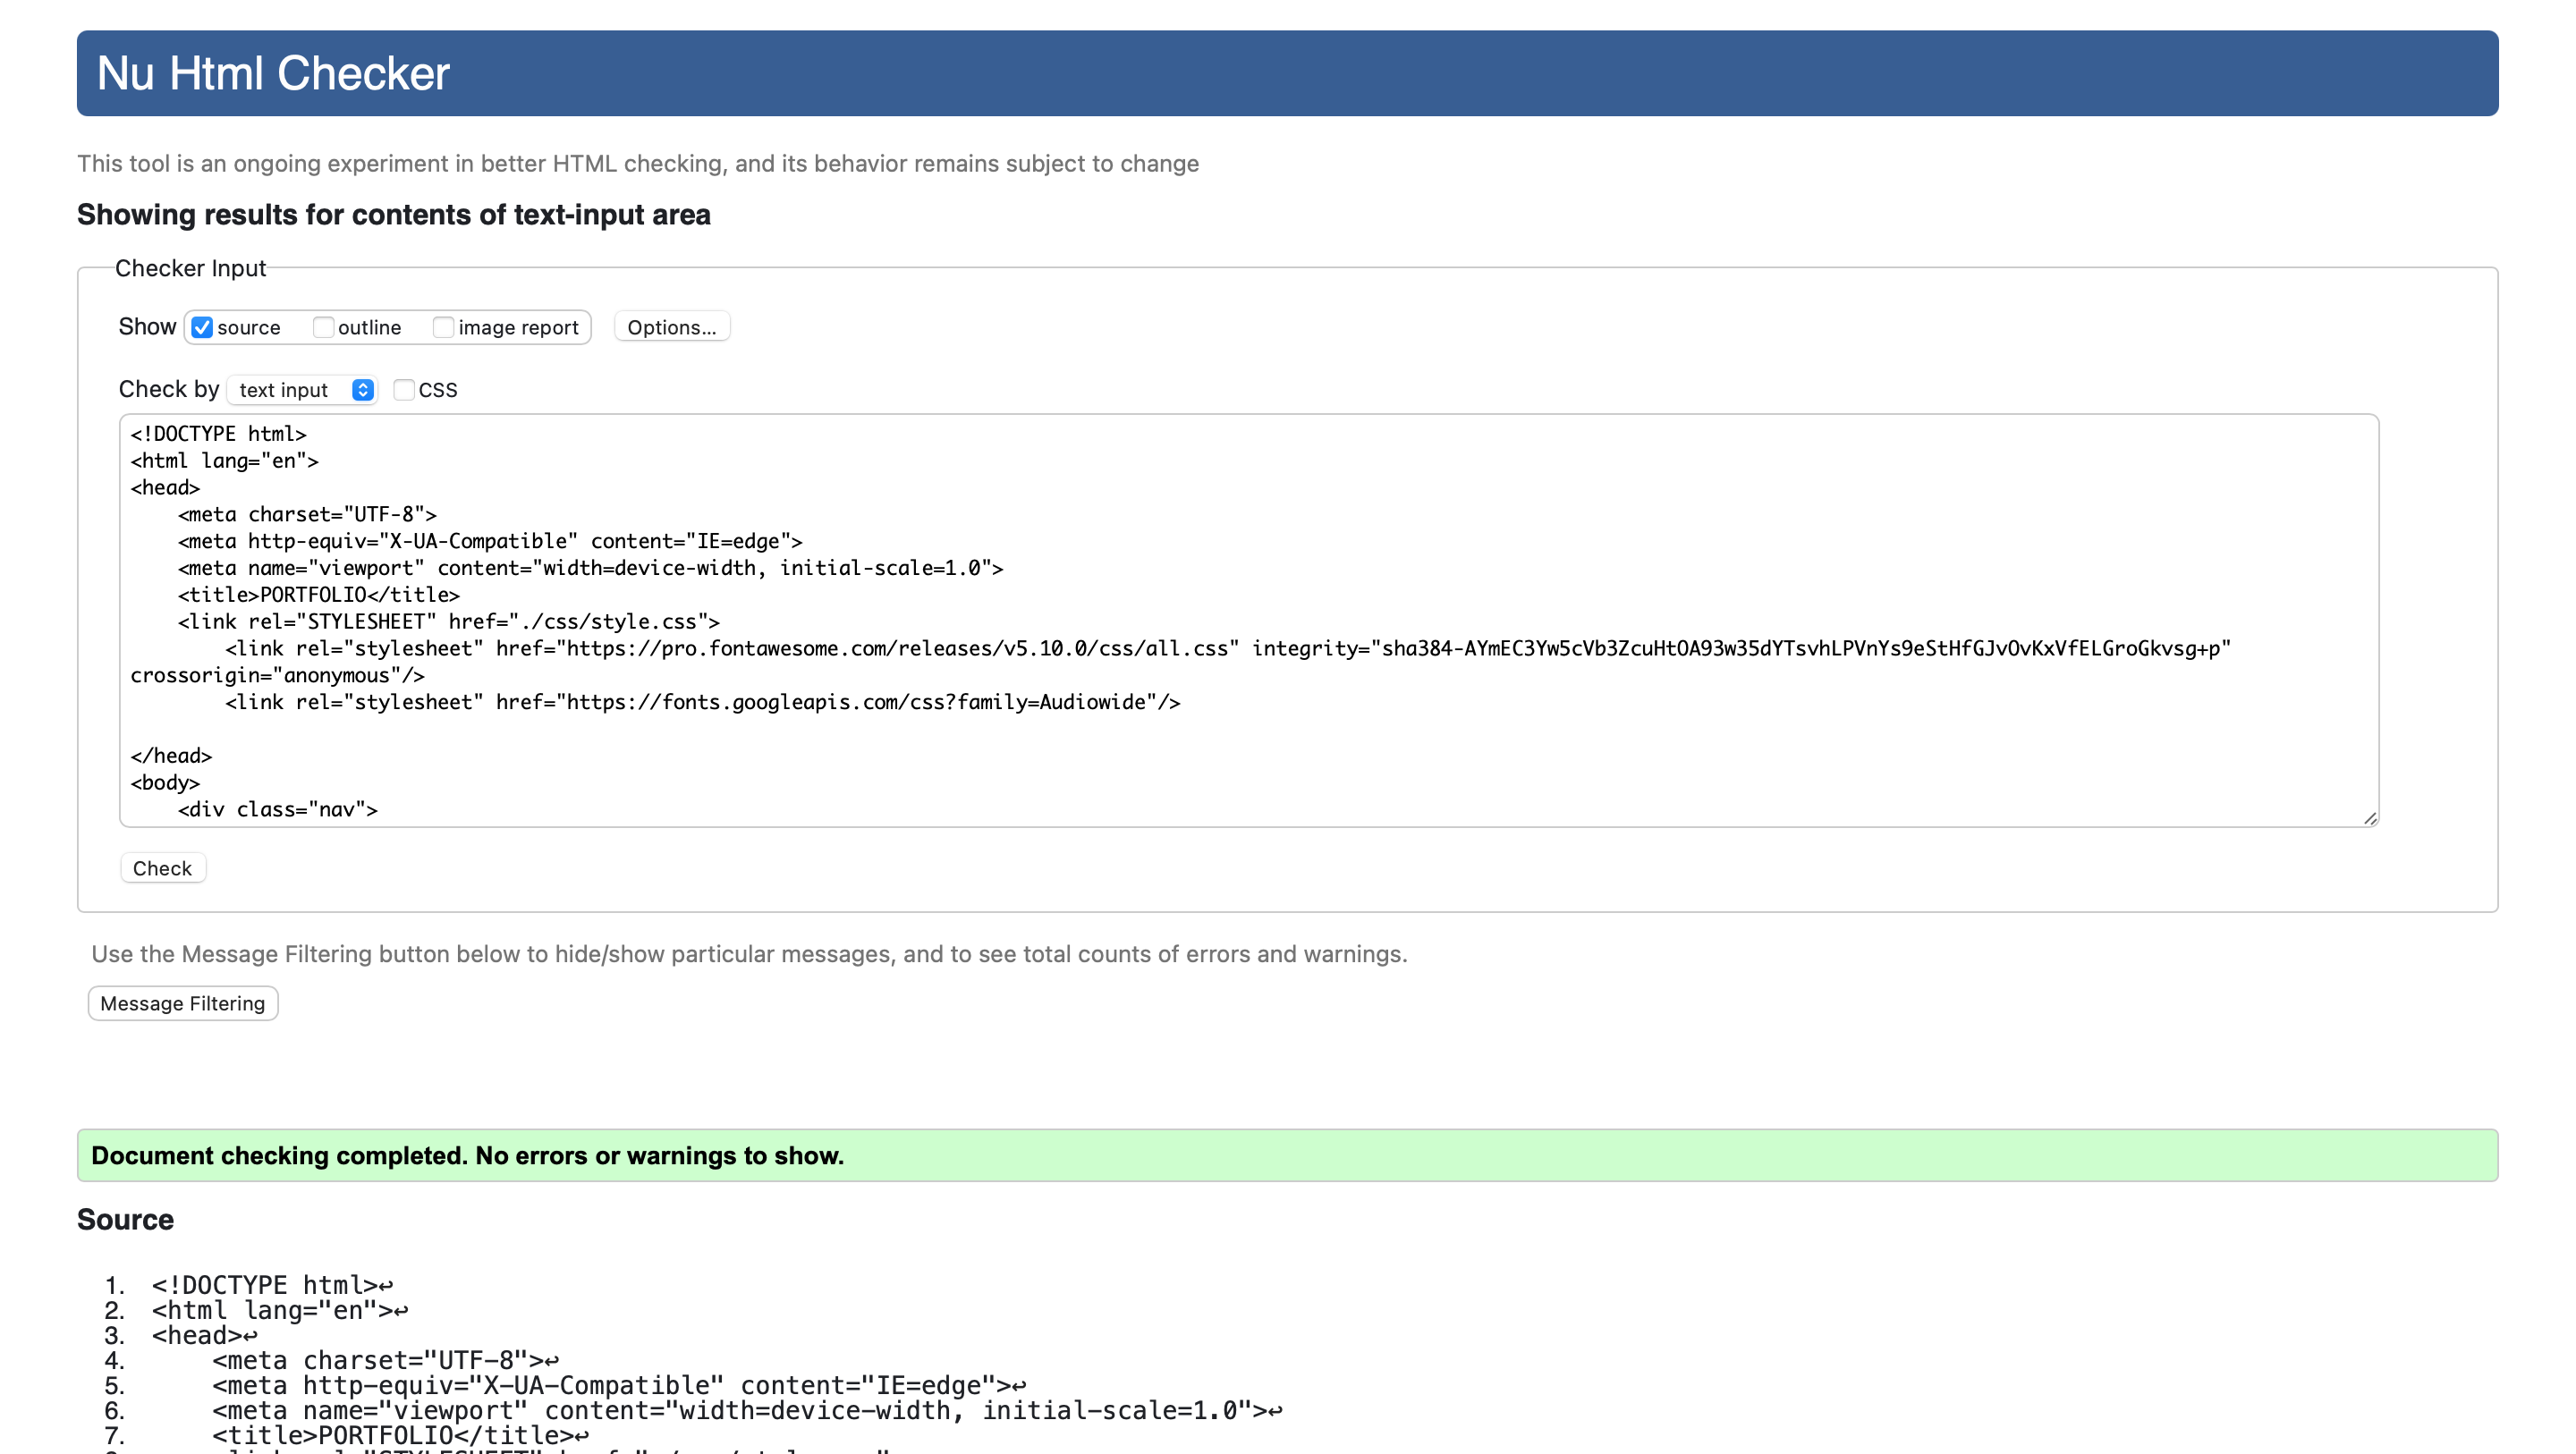 Nu Html Checker
This tool is an ongoing experiment in better HTML checking, and its behavior remains subject to change
Showing results for contents of text-input area
Checker Input
Show source outline image report Options...
Check by text input CSS
<!DOCTYPE html>
<html lang="en">
<head>
    <meta charset="UTF-8">
    <meta http-equiv="X-UA-Compatible" content="IE=edge">
    <meta name="viewport" content="width=device-width, initial-scale=1.0">
    <title>PORTFOLIO</title>
    <link rel="STYLESHEET" href="./css/style.css">
        <link rel="stylesheet" href="https://pro.fontawesome.com/releases/v5.10.0/css/all.css" integrity="sha384-AYmEC3Yw5cVb3ZcuHtOA93w35dYTsvhLPVnYs9eStHfGJvOvKxVfELGroGkvsg+p"
crossorigin="anonymous"/>
        <link rel="stylesheet" href="https://fonts.googleapis.com/css?family=Audiowide"/>
</head>
<body>
    <div class="nav">
Check
Use the Message Filtering button below to hide/show particular messages, and to see total counts of errors and warnings.
Message Filtering
Document checking completed. No errors or warnings to show.
Source
1. <!DOCTYPE html>↩
2. <html lang="en">↩
3. <head>↩
4.     <meta charset="UTF-8">↩
5.     <meta http-equiv="X-UA-Compatible" content="IE=edge">↩
6.     <meta name="viewport" content="width=device-width, initial-scale=1.0">↩
7.     <title>PORTFOLIO</title>↩